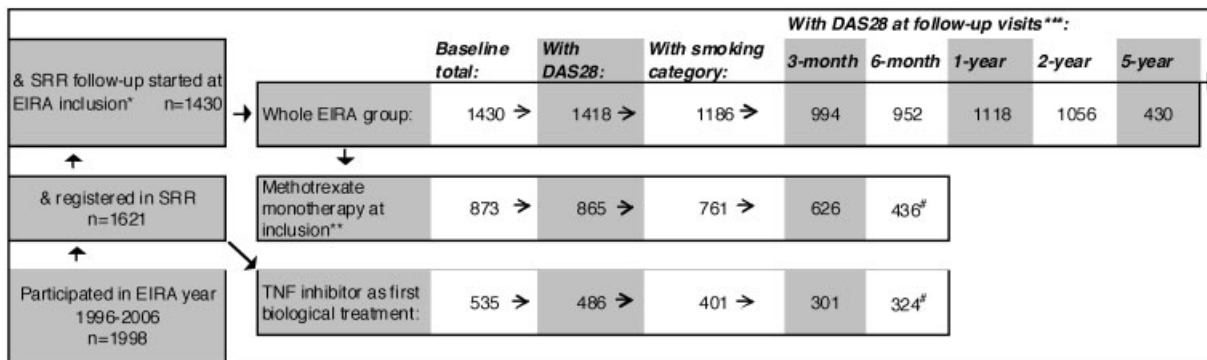 With DAS28 at follow-up visits***:
Baseline total: With DAS28: With smoking category: 3-month 6-month 1-year 2-year 5-year
& SRR follow-up started at
EIRA inclusion* n=1430
Whole EIRA group: 1430 → 1418 → 1186 → 994 952 1118 1056 430
& registered in SRR
n=1621
Methotrexate
monotherapy at
inclusion** 873 → 865 → 761 → 626 436#
Participated in EIRA year
1996-2006
n=1998
TNF inhibitor as first
biological treatment: 535 → 486 → 401 → 301 324#